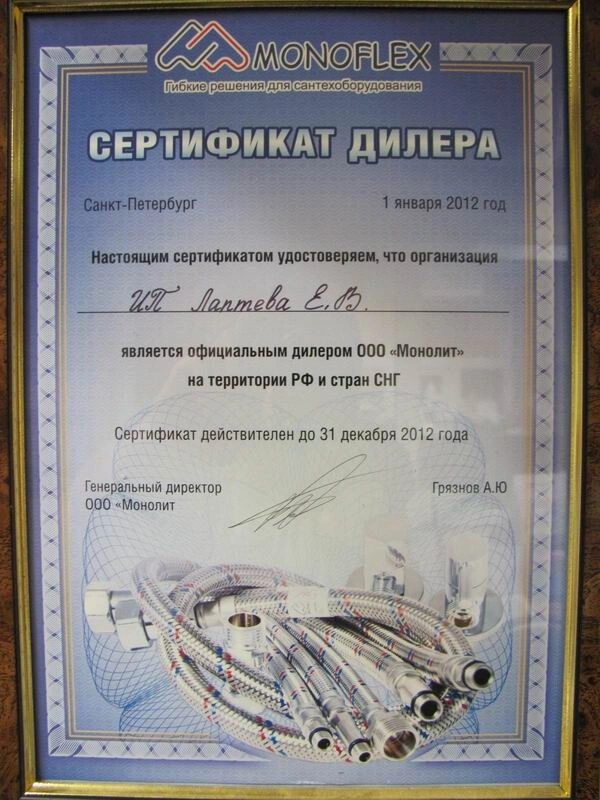 MONOFLEX
Гибкие решения для сантехоборудования
СЕРТИФИКАТ ДИЛЕРА
Санкт-Петербург 1 января 2012 год
Настоящим сертификатом удостоверяем, что организация
ИП Лаптева Е.В.
является официальным дилером ООО «Монолит»
на территории РФ и стран СНГ
Сертификат действителен до 31 декабря 2012 года
Генеральный директор Грязнов А.Ю
ООО «Монолит